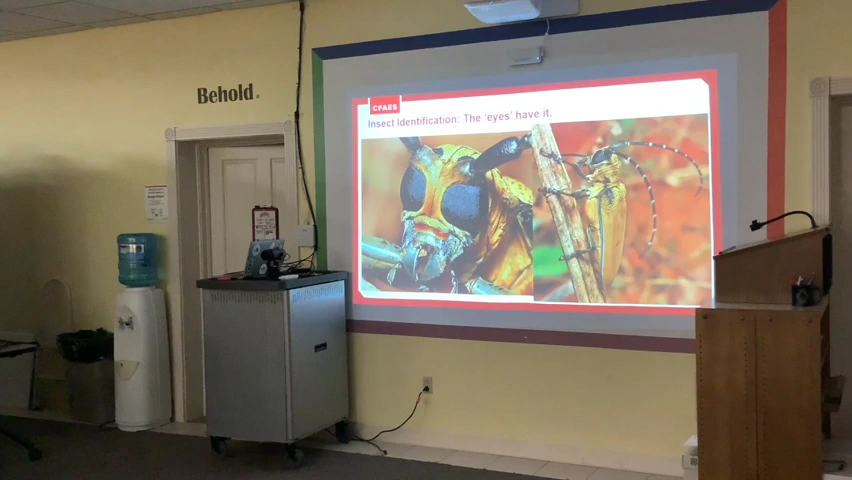 Behold.
CFAES
Insect Identification: The 'eyes' have it.